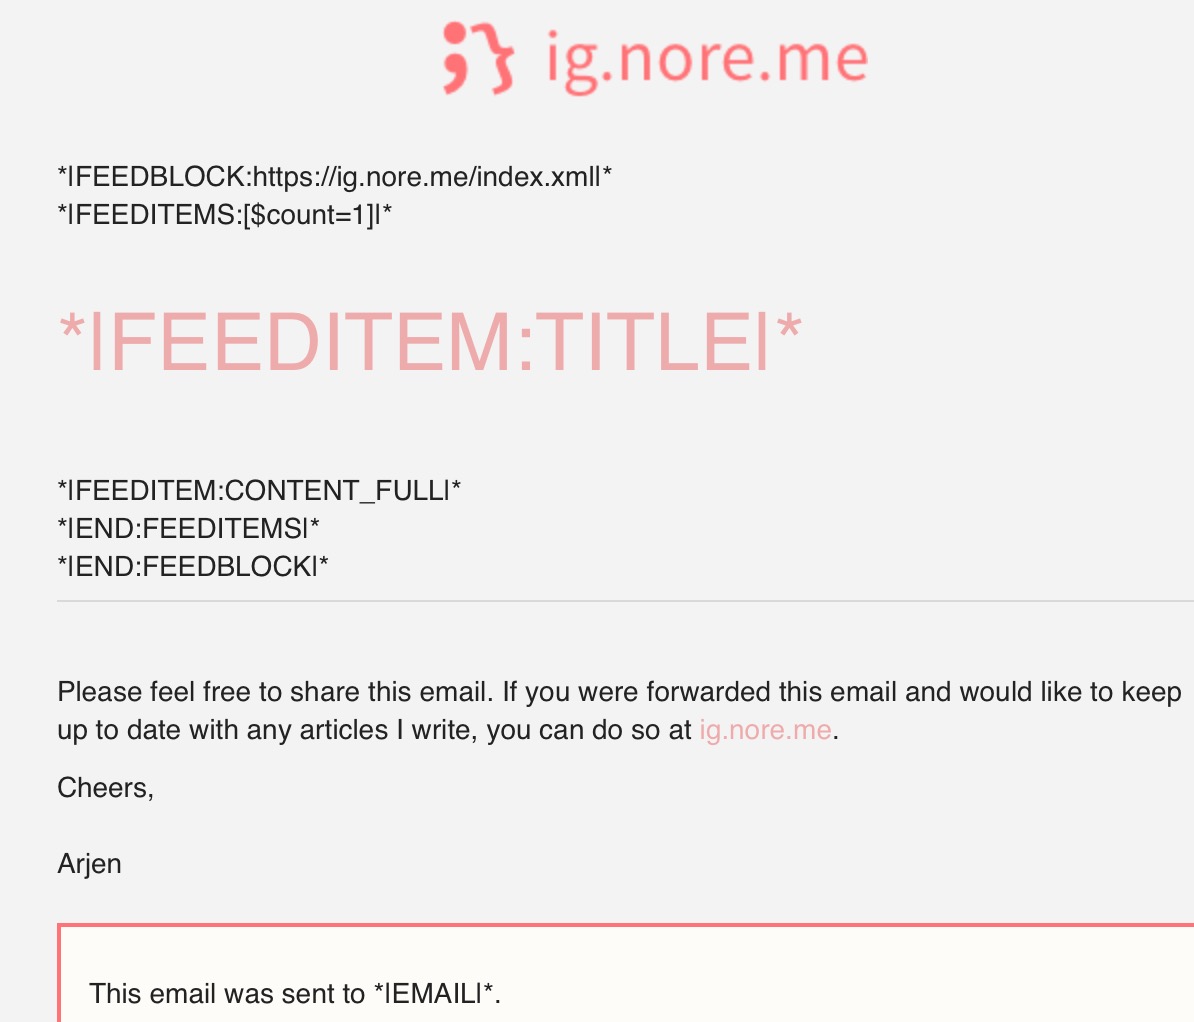 ;} ig.nore.me
*|FEEDBLOCK:https://ig.nore.me/index.xml|*
*|FEEDITEMS:[$count=1]|*
*|FEEDITEM:TITLE|*
*|FEEDITEM:CONTENT_FULL|*
*|END:FEEDITEMS|*
*|END:FEEDBLOCK|*
Please feel free to share this email. If you were forwarded this email and would like to keep
up to date with any articles I write, you can do so at ig.nore.me.
Cheers,
Arjen
This email was sent to *|EMAIL|*.